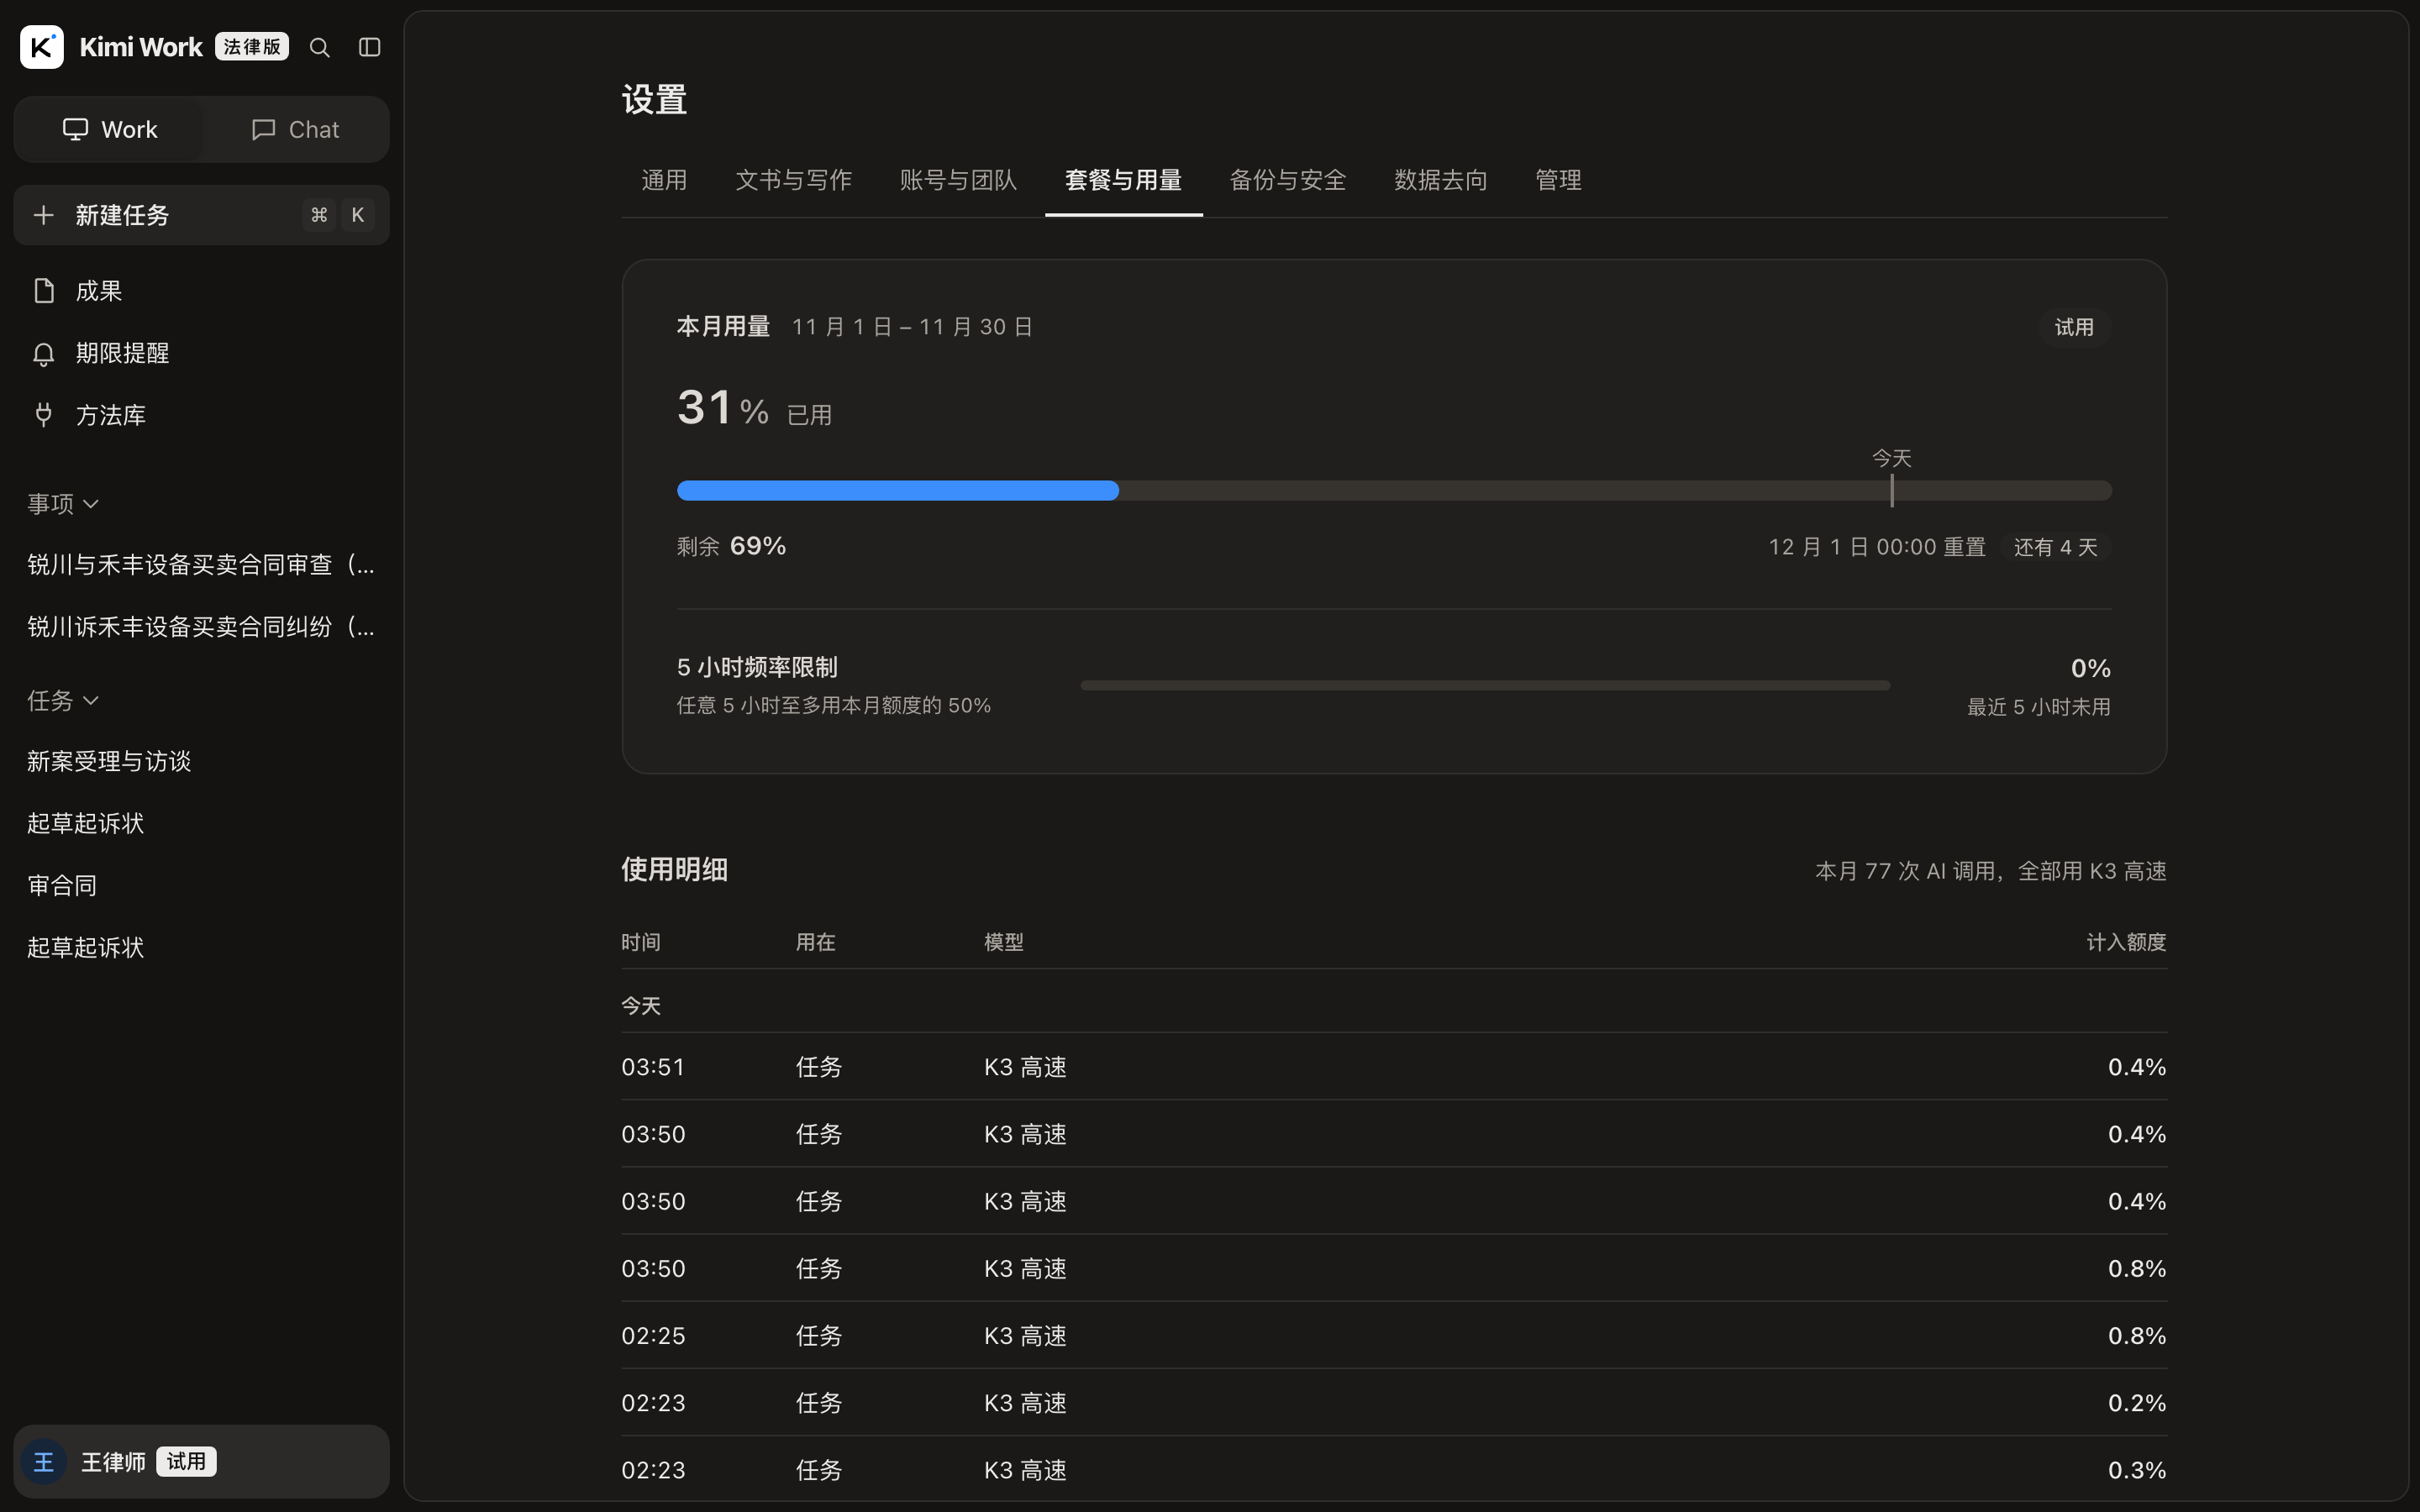 Kimi Work 法律版
Work
Chat
新建任务 ⌘ K
成果
期限提醒
方法库
事项
锐川与禾丰设备买卖合同审查（...
锐川诉禾丰设备买卖合同纠纷（...
任务
新案受理与访谈
起草起诉状
审合同
起草起诉状
王 王律师 试用
设置
通用 文书与写作 账号与团队 套餐与用量 备份与安全 数据去向 管理
本月用量 11 月 1 日 – 11 月 30 日 试用
31% 已用
今天
剩余 69% 12 月 1 日 00:00 重置 还有 4 天
5 小时频率限制 0%
任意 5 小时至多用本月额度的 50% 最近 5 小时未用
使用明细 本月 77 次 AI 调用，全部用 K3 高速
时间 用在 模型 计入额度
今天
03:51 任务 K3 高速 0.4%
03:50 任务 K3 高速 0.4%
03:50 任务 K3 高速 0.4%
03:50 任务 K3 高速 0.8%
02:25 任务 K3 高速 0.8%
02:23 任务 K3 高速 0.2%
02:23 任务 K3 高速 0.3%